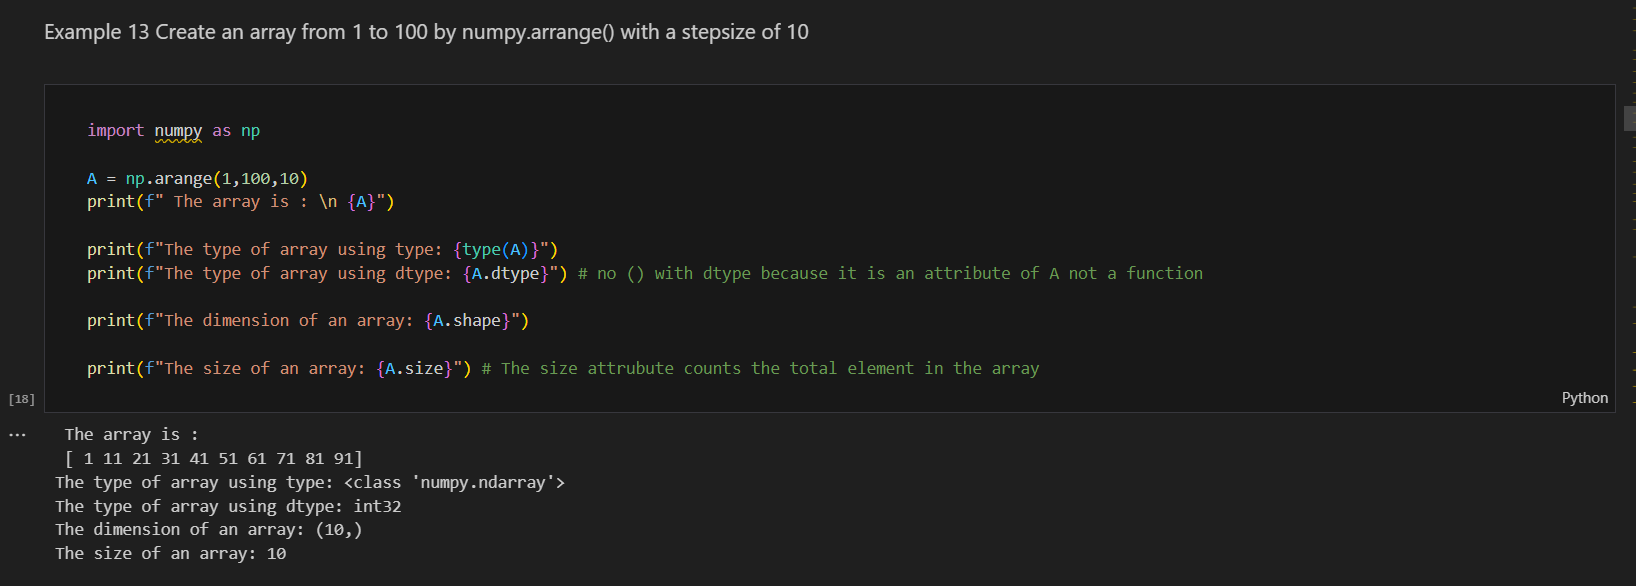 Example 13 Create an array from 1 to 100 by numpy.arrange() with a stepsize of 10
import numpy as np
A = np.arange(1,100,10)
print(f" The array is : \n {A}")
print(f"The type of array using type: {type(A)}")
print(f"The type of array using dtype: {A.dtype}") # no () with dtype because it is an attribute of A not a function
print(f"The dimension of an array: {A.shape}")
print(f"The size of an array: {A.size}") # The size attrubute counts the total element in the array
[18]
Python
...
The array is :
[ 1 11 21 31 41 51 61 71 81 91]
The type of array using type: <class 'numpy.ndarray'>
The type of array using dtype: int32
The dimension of an array: (10,)
The size of an array: 10